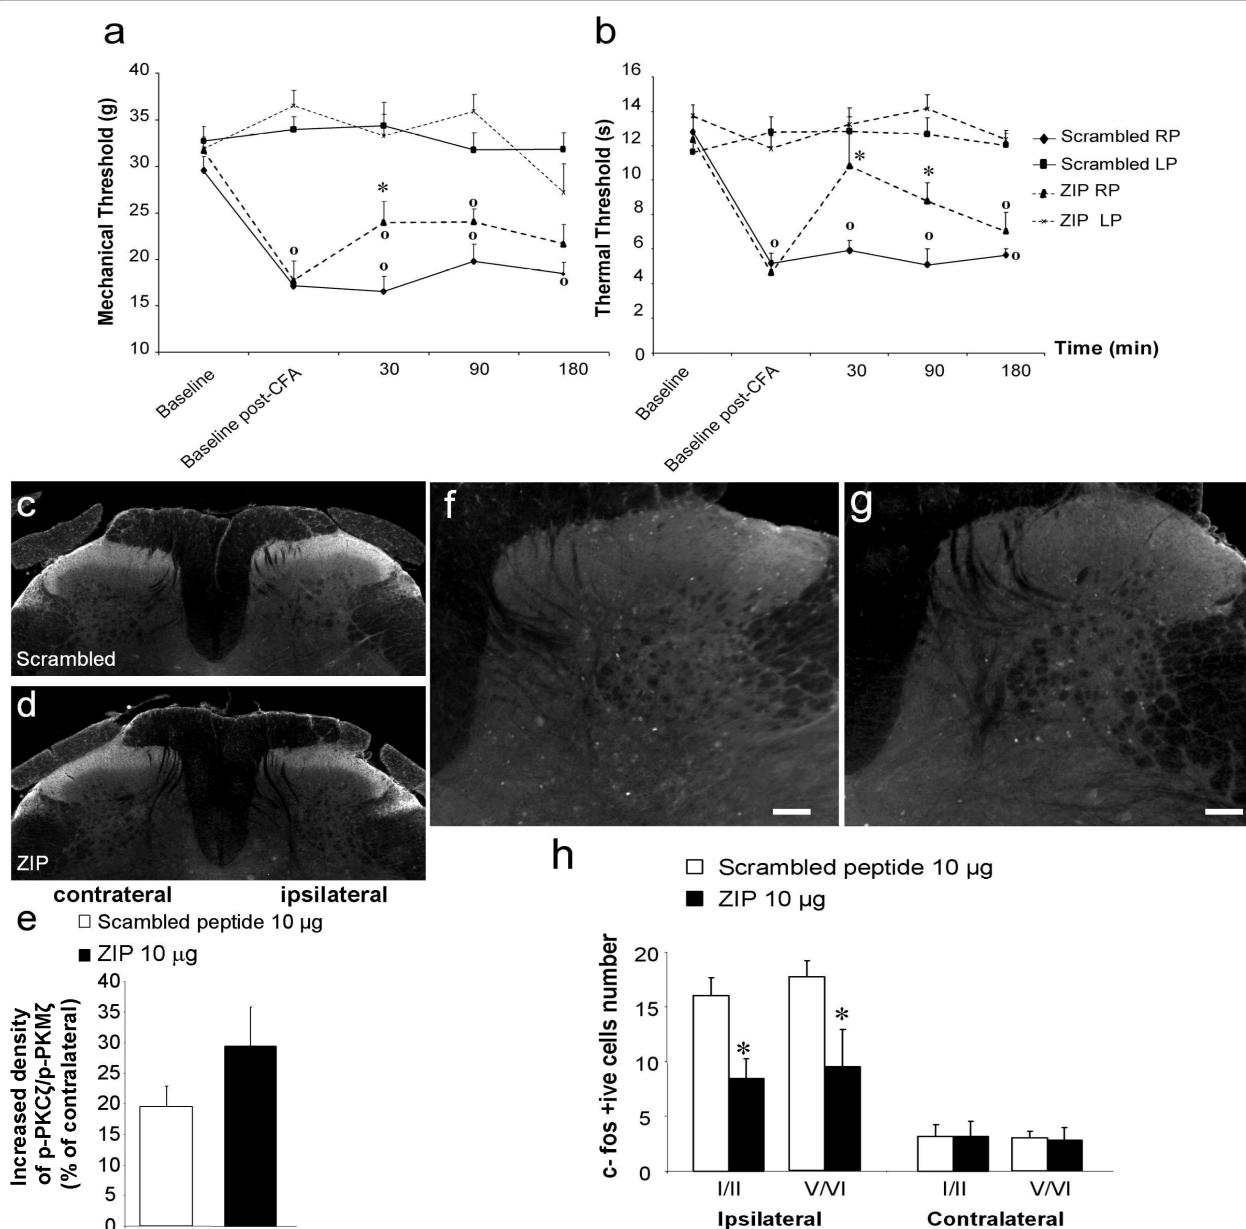 a
b
Mechanical Threshold (g)
40
35
30
25
20
15
10
*
o
o
o
o
o
o
Baseline
Baseline post-CFA
30
90
180
Thermal Threshold (s)
16
14
12
10
8
6
4
2
0
*
*
o
o
o
o
o
Baseline
Baseline post-CFA
30
90
180
Time (min)
Scrambled RP
Scrambled LP
ZIP RP
ZIP LP
c
Scrambled
d
ZIP
contrateral ipsilateral
f
g
e
Scambled peptide 10 µg
ZIP 10 µg
Increased density
of p-PKCζ/p-PKMζ
(% of contralateral)
40
35
30
25
20
15
10
5
0
h
Scrambled peptide 10 µg
ZIP 10 µg
c- fos +ive cells number
20
15
10
5
0
*
*
I/II V/VI I/II V/VI
Ipsilateral Contralateral